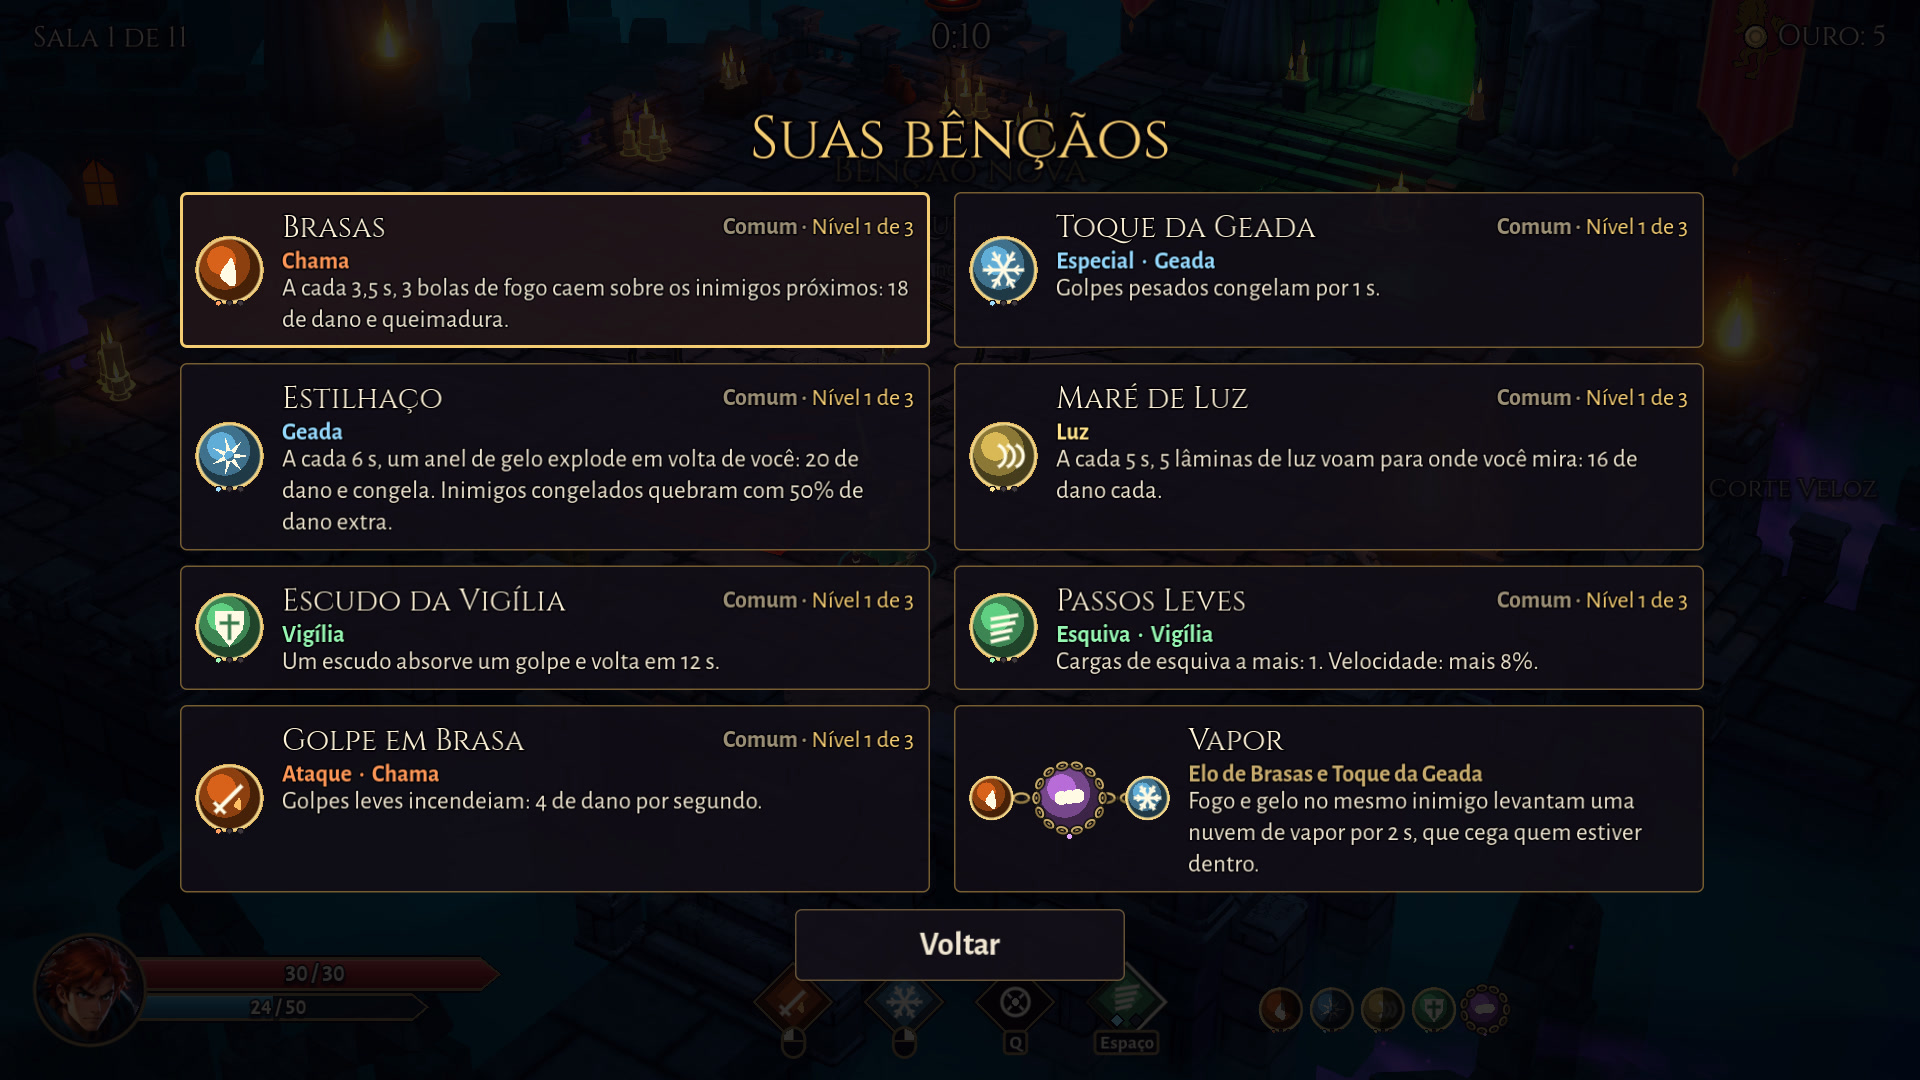 Sala 1 de 11
0:10
Ouro: 5
Suas bênçãos
Bênção nova
Brasas
Comum · Nível 1 de 3
Chama
A cada 3,5 s, 3 bolas de fogo caem sobre os inimigos próximos: 18
de dano e queimadura.
Toque da Geada
Comum · Nível 1 de 3
Especial · Geada
Golpes pesados congelam por 1 s.
Estilhaço
Comum · Nível 1 de 3
Geada
A cada 6 s, um anel de gelo explode em volta de você: 20 de
dano e congela. Inimigos congelados quebram com 50% de
dano extra.
Maré de Luz
Comum · Nível 1 de 3
Luz
A cada 5 s, 5 lâminas de luz voam para onde você mira: 16 de
dano cada.
Corte Veloz
Escudo da Vigília
Comum · Nível 1 de 3
Vigília
Um escudo absorve um golpe e volta em 12 s.
Passos Leves
Comum · Nível 1 de 3
Esquiva · Vigília
Cargas de esquiva a mais: 1. Velocidade: mais 8%.
Golpe em Brasa
Comum · Nível 1 de 3
Ataque · Chama
Golpes leves incendeiam: 4 de dano por segundo.
Vapor
Elo de Brasas e Toque da Geada
Fogo e gelo no mesmo inimigo levantam uma
nuvem de vapor por 2 s, que cega quem estiver
dentro.
Voltar
30/30
24/50
Q
Espaço